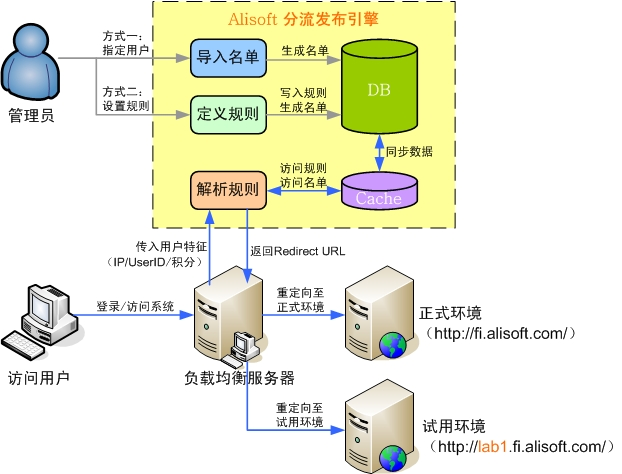 Alisoft 分流发布引擎
方式一：
指定用户
导入名单
生成名单
DB
管理员
方式二：
设置规则
定义规则
写入规则
生成名单
同步数据
解析规则
访问规则
访问名单
Cache
传入用户特征
（IP/UserID/积分）
返回Redirect URL
登录/访问系统
重定向至
正式环境
正式环境
（http://fi.alisoft.com/）
访问用户
负载均衡服务器
重定向至
试用环境
试用环境
（http://lab1.fi.alisoft.com/）